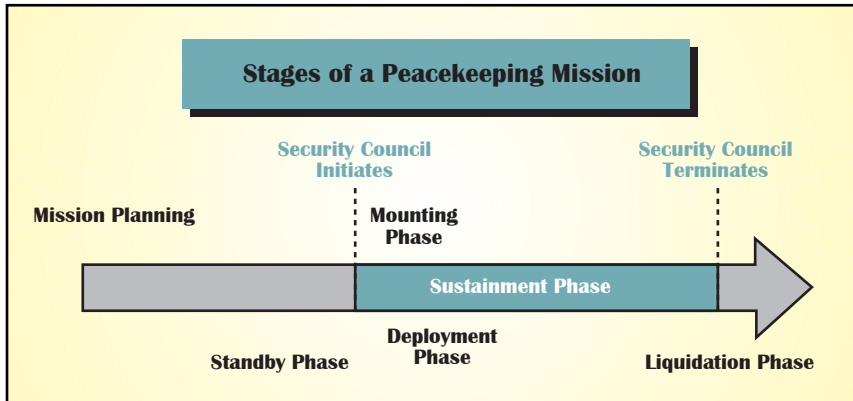 Stages of a Peacekeeping Mission
Security Council
Initiates
Security Council
Terminates
Mission Planning
Mounting
Phase
Sustainment Phase
Deployment
Phase
Standby Phase
Liquidation Phase